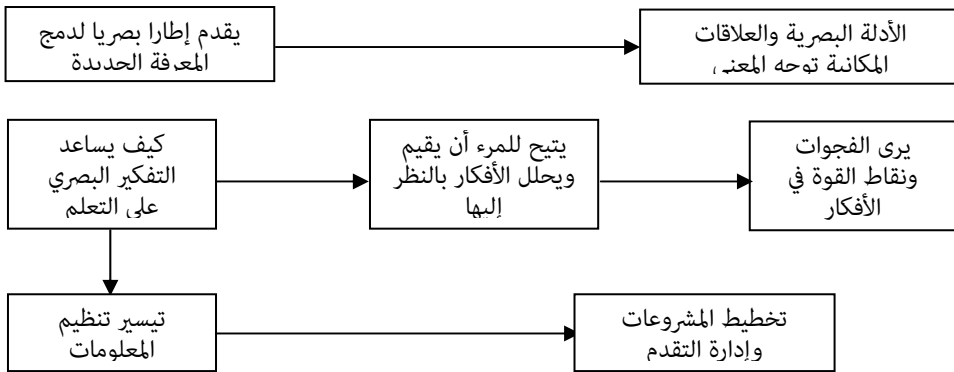 يقدم إطارا بصريا لدمج
المعرفة الجديدة
الأدلة البصرية والعلاقات
المكانية توجه المعنى
كيف يساعد
التفكير البصري
على التعلم
يتيح للمرء أن يقيم
ويحلل الأفكار بالنظر
إليها
يرى الفجوات
ونقاط القوة في
الأفكار
تيسير تنظيم
المعلومات
تخطيط المشروعات
وإدارة التقدم